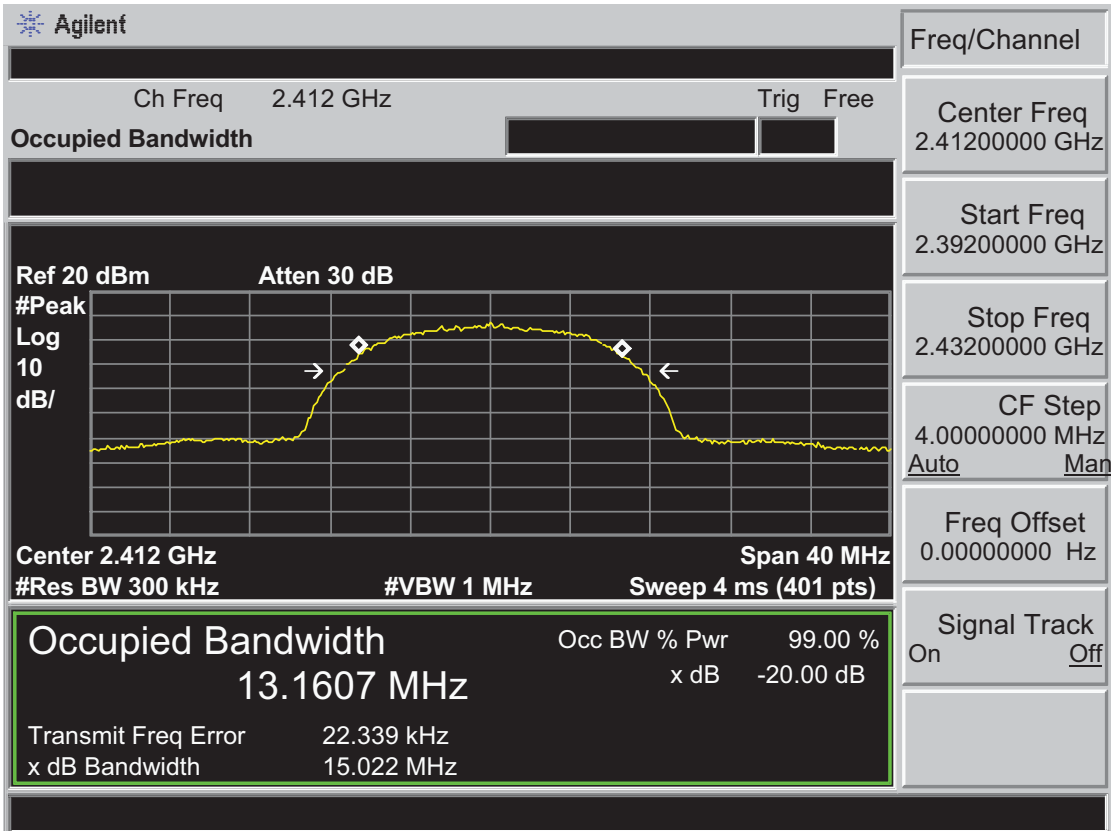 Agilent
Freq/Channel
Ch Freq 2.412 GHz Trig Free
Occupied Bandwidth
Center Freq
2.41200000 GHz
Start Freq
2.39200000 GHz
Stop Freq
2.43200000 GHz
CF Step
4.00000000 MHz
Auto Man
Freq Offset
0.00000000 Hz
Signal Track
On Off
Ref 20 dBm Atten 30 dB
#Peak
Log
10
dB/
Center 2.412 GHz Span 40 MHz
#Res BW 300 kHz #VBW 1 MHz Sweep 4 ms (401 pts)
Occupied Bandwidth Occ BW % Pwr 99.00 %
13.1607 MHz x dB -20.00 dB
Transmit Freq Error 22.339 kHz
x dB Bandwidth 15.022 MHz